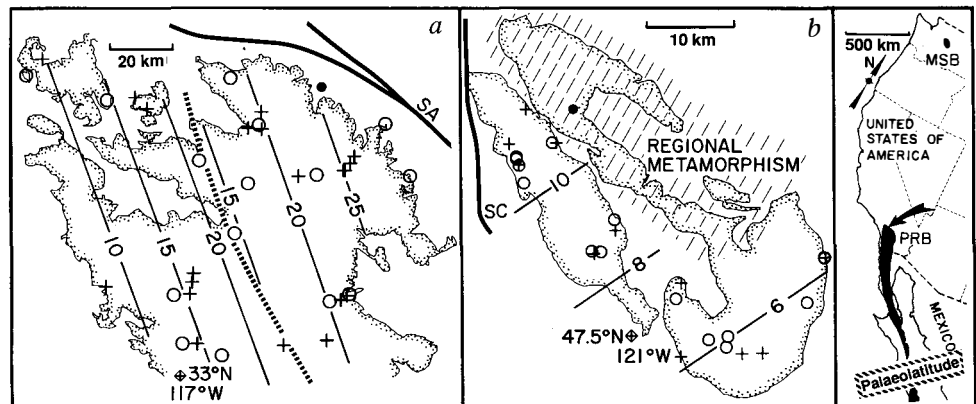 a
20 km
SA
10
15
20
15
20
25
33°N
117°W
b
10 km
REGIONAL
METAMORPHISM
SC
10
8
6
47.5°N
121°W
500 km
N
MSB
UNITED
STATES OF
AMERICA
PRB
MEXICO
Palaeolatitude